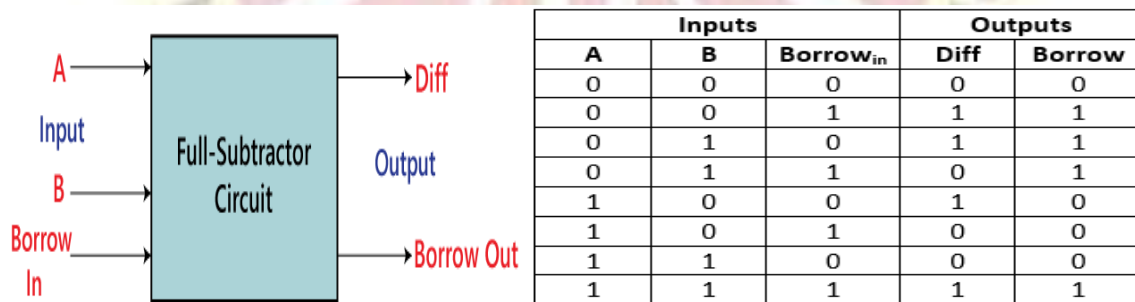 A
Input
B
Borrow
In
Full-Subtractor
Circuit
Diff
Output
Borrow Out
Inputs Outputs
A B Borrowin Diff Borrow
0 0 0 0 0
0 0 1 1 1
0 1 0 1 1
0 1 1 0 1
1 0 0 1 0
1 0 1 0 0
1 1 0 0 0
1 1 1 1 1